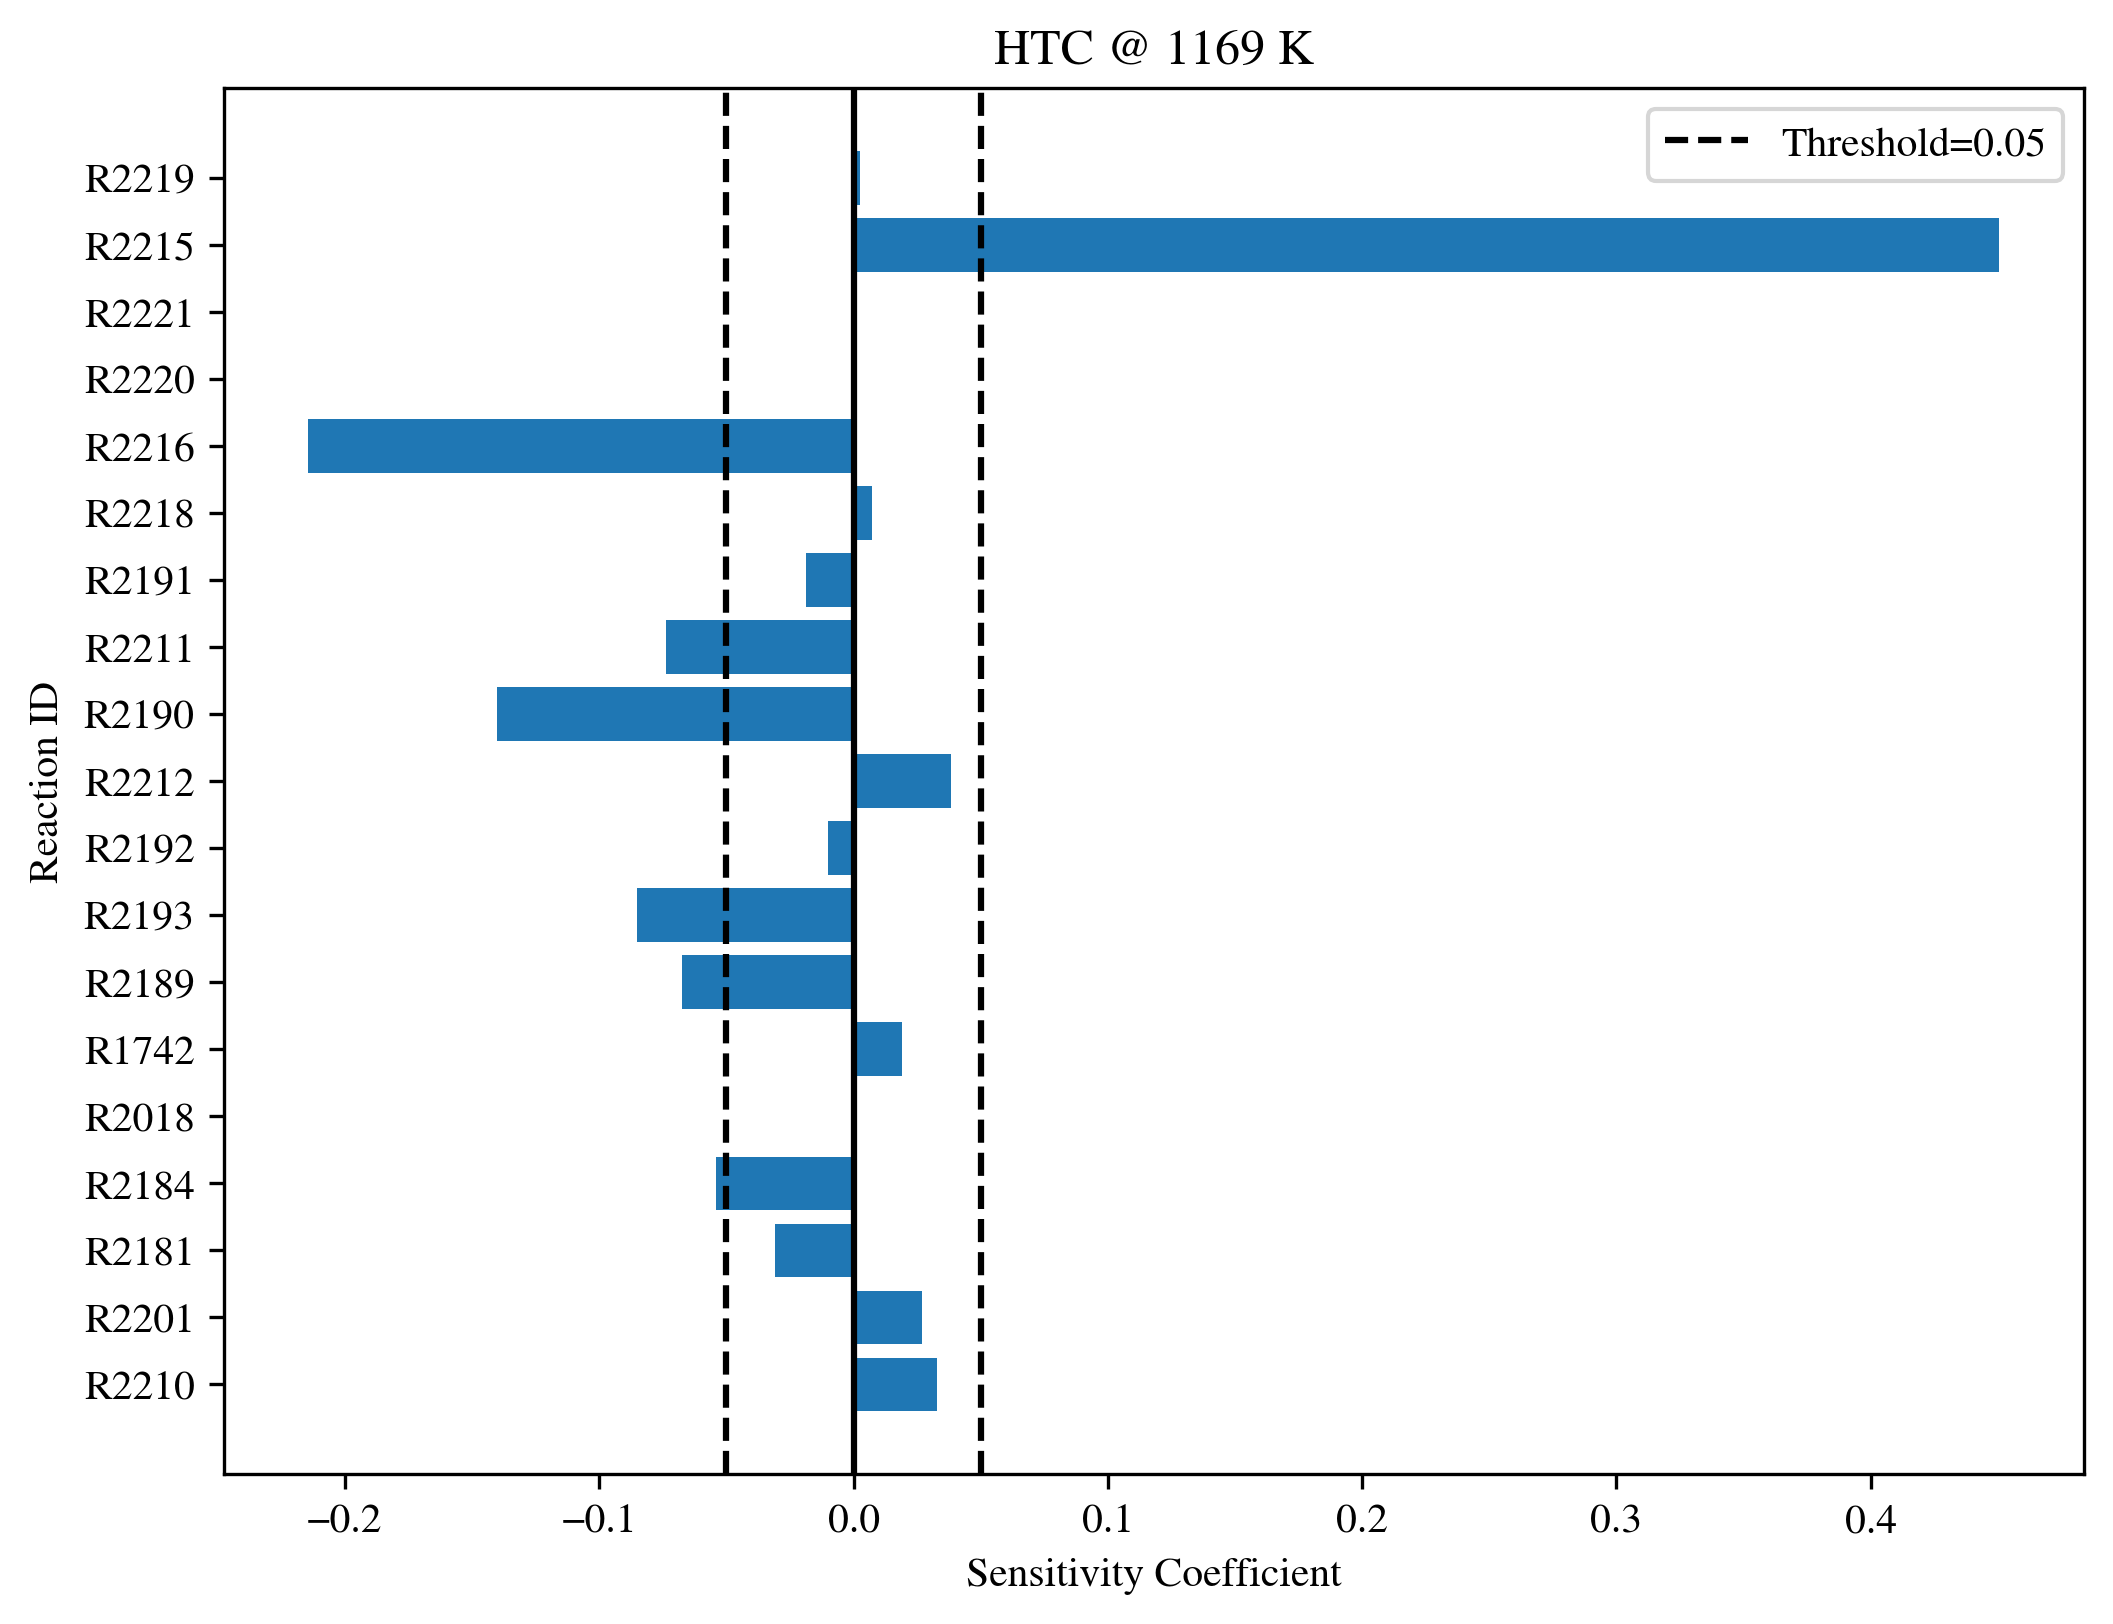 HTC @ 1169 K
Threshold=0.05
R2219
R2215
R2221
R2220
R2216
R2218
R2191
R2211
R2190
R2212
R2192
R2193
R2189
R1742
R2018
R2184
R2181
R2201
R2210
Reaction ID
−0.2 −0.1 0.0 0.1 0.2 0.3 0.4
Sensitivity Coefficient